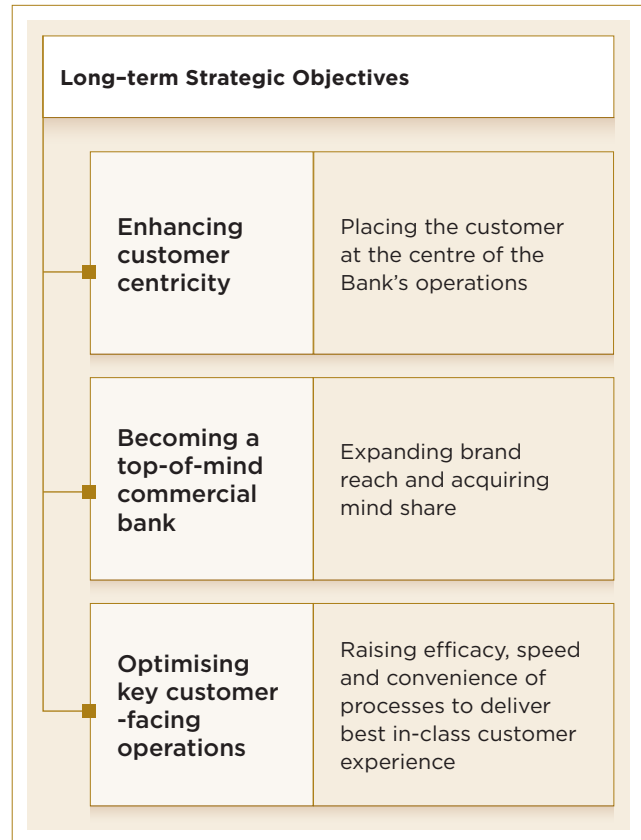 Long–term Strategic Objectives
Enhancing
customer
centricity
Placing the customer
at the centre of the
Bank’s operations
Becoming a
top-of-mind
commercial
bank
Expanding brand
reach and acquiring
mind share
Optimising
key customer
-facing
operations
Raising efficacy, speed
and convenience of
processes to deliver
best in-class customer
experience